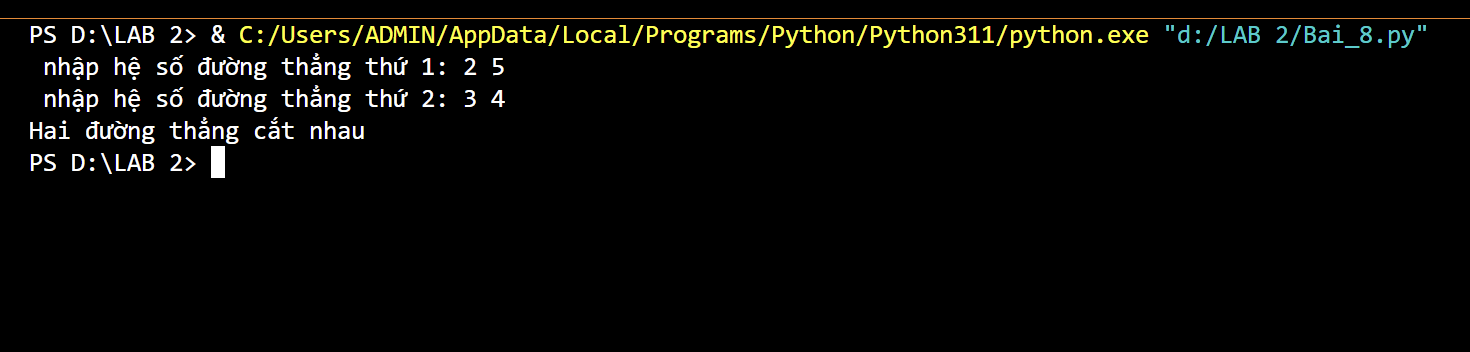 PS D:\LAB 2> & C:/Users/ADMIN/AppData/Local/Programs/Python/Python311/python.exe "d:/LAB 2/Bai_8.py"
nhập hệ số đường thẳng thứ 1: 2 5
nhập hệ số đường thẳng thứ 2: 3 4
Hai đường thẳng cắt nhau
PS D:\LAB 2>